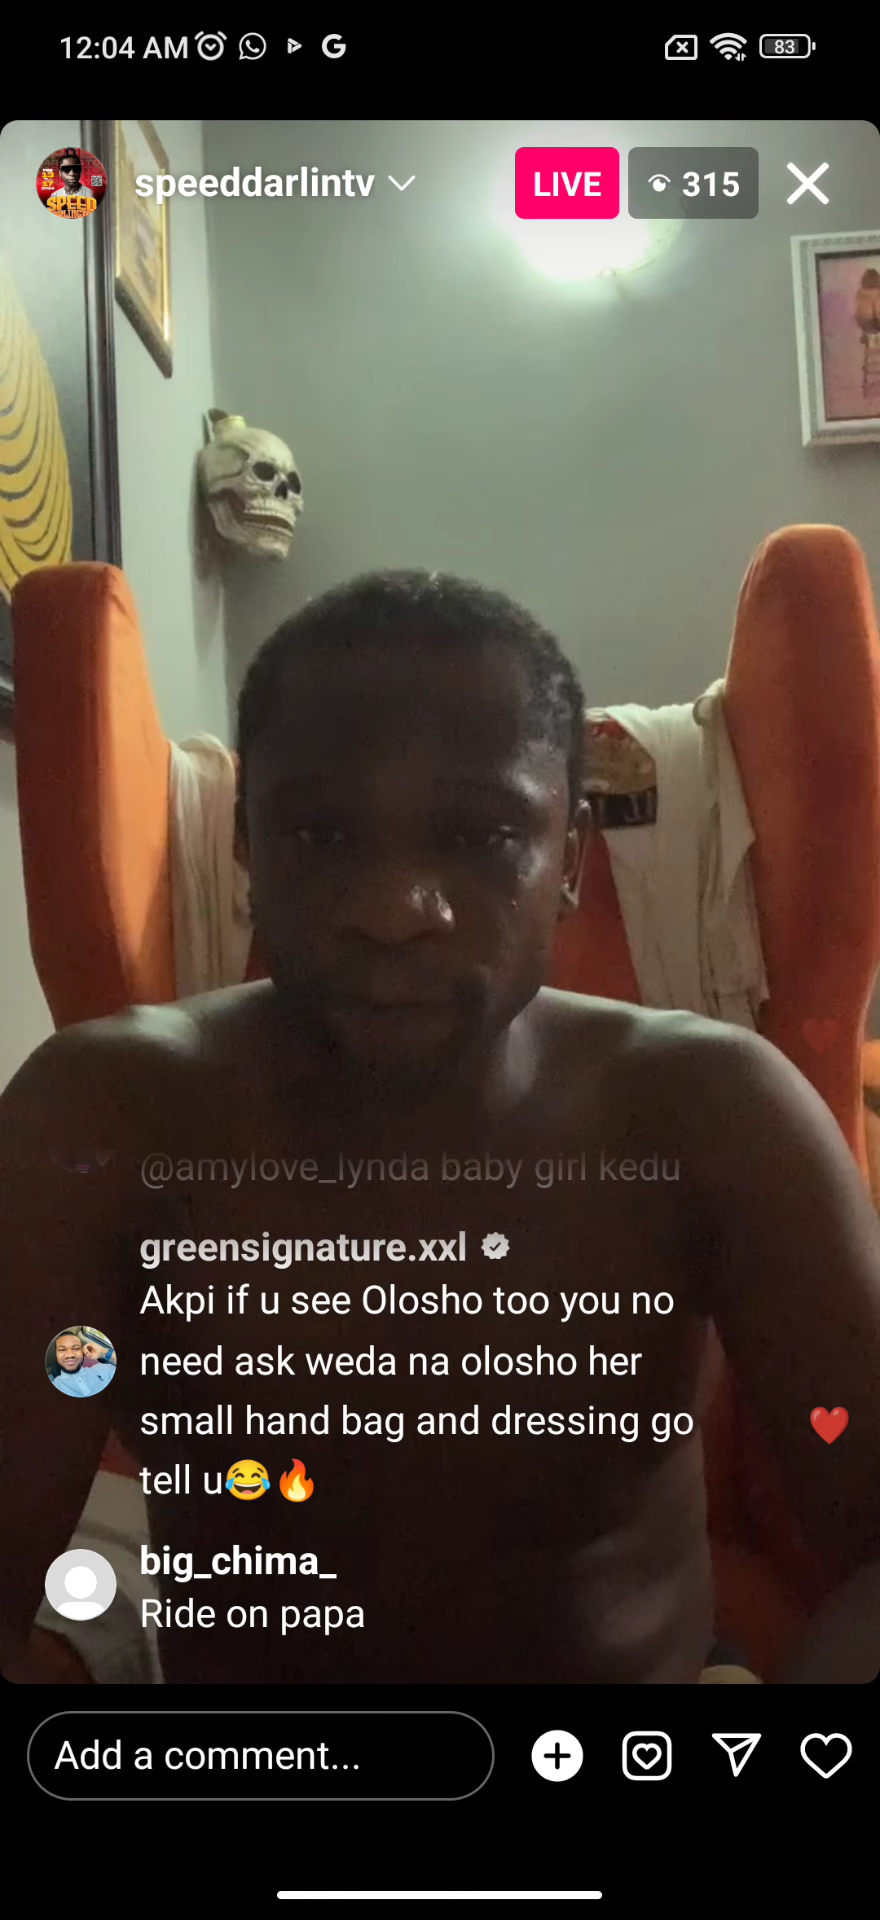 12:04 AM
83
speeddarlintv
LIVE
315
SPEED
@amylove_lynda baby girl kedu
greensignature.xxl
Akpi if u see Olosho too you no
need ask weda na olosho her
small hand bag and dressing go
tell u😂🔥
big_chima_
Ride on papa
Add a comment...